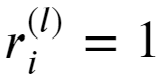 r_i^{(l)} = 1